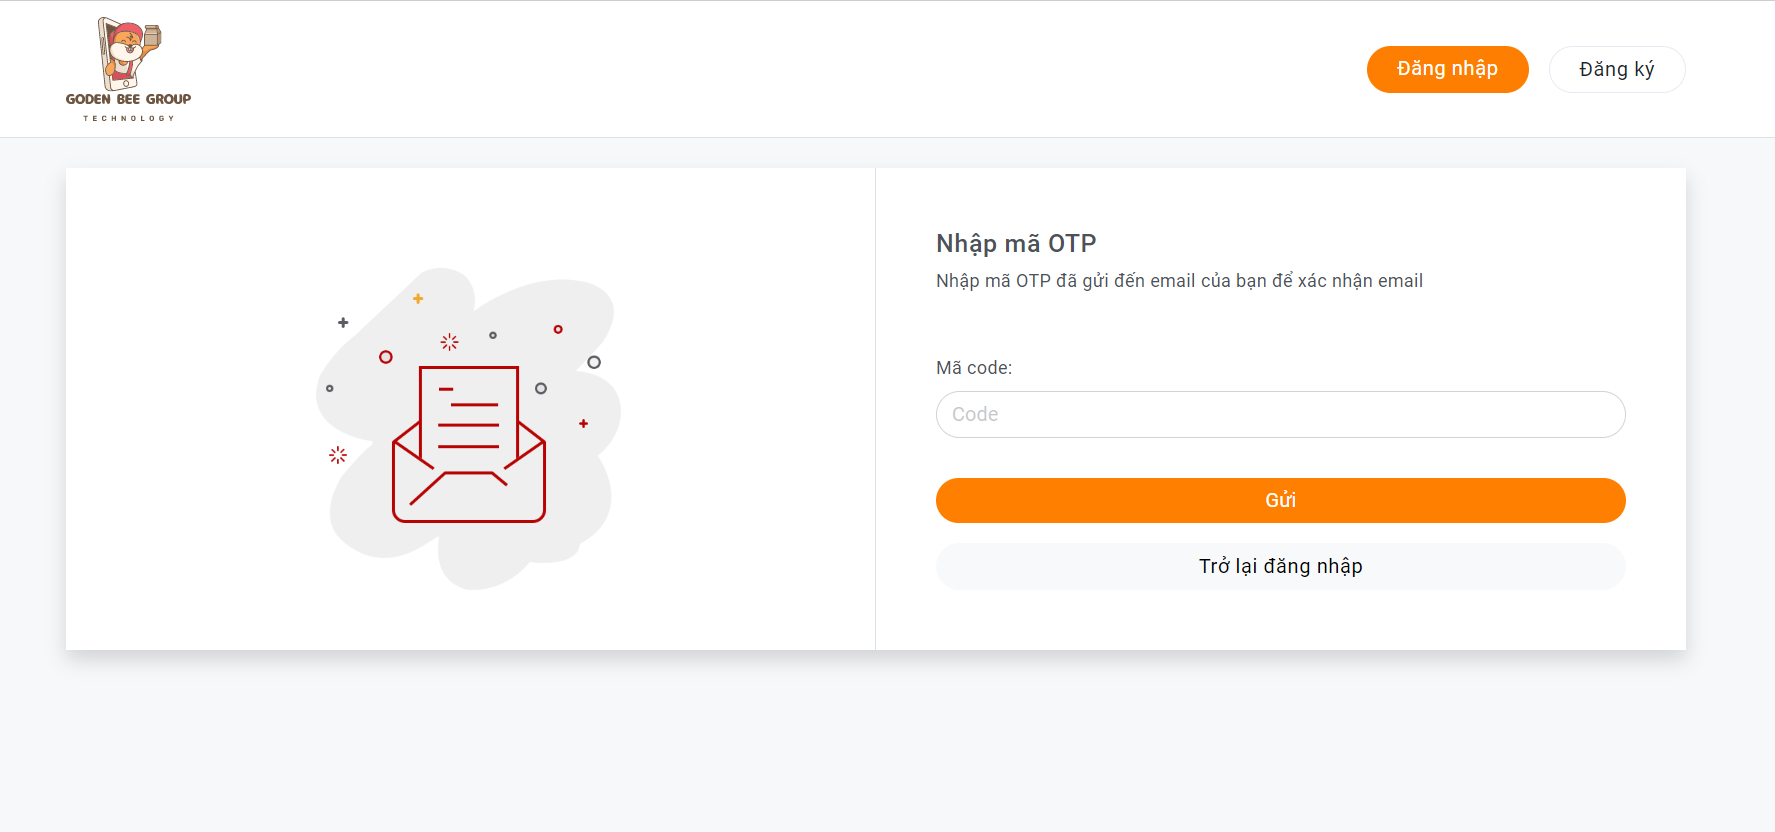 GODEN BEE GROUP
TECHNOLOGY
Đăng nhập
Đăng ký
Nhập mã OTP
Nhập mã OTP đã gửi đến email của bạn để xác nhận email
Mã code:
Code
Gửi
Trở lại đăng nhập